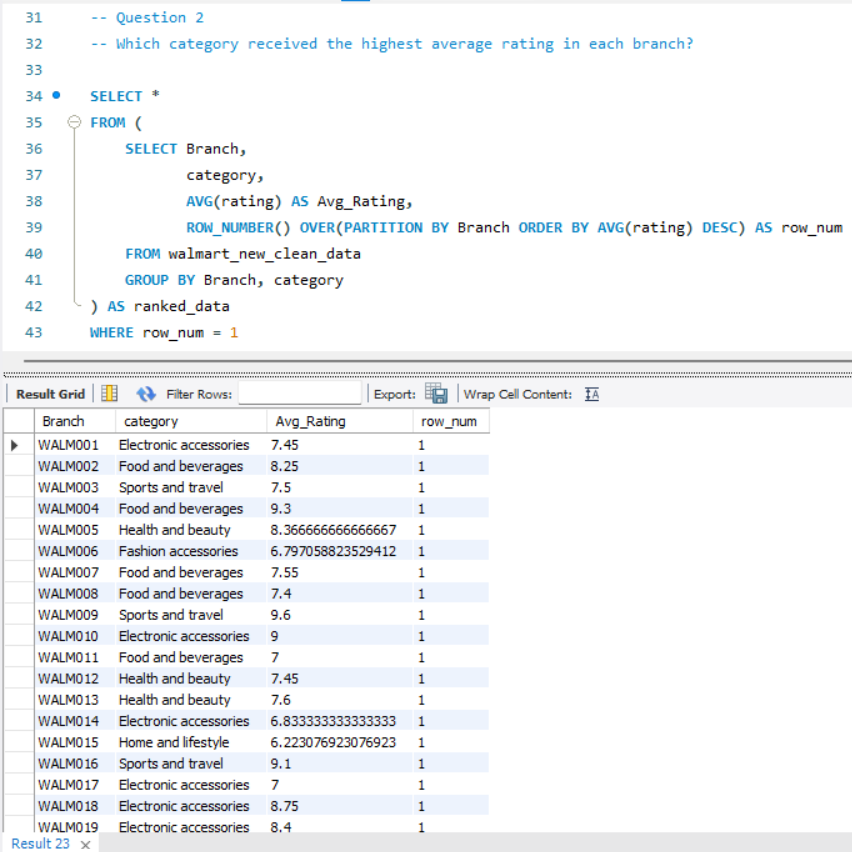 31 -- Question 2
32 -- Which category received the highest average rating in each branch?
33
34 SELECT *
35 FROM (
36 SELECT Branch,
37 category,
38 AVG(rating) AS Avg_Rating,
39 ROW_NUMBER() OVER(PARTITION BY Branch ORDER BY AVG(rating) DESC) AS row_num
40 FROM walmart_new_clean_data
41 GROUP BY Branch, category
42 ) AS ranked_data
43 WHERE row_num = 1
Result Grid Filter Rows: Export: Wrap Cell Content: IA
Branch category Avg_Rating row_num
WALM001 Electronic accessories 7.45 1
WALM002 Food and beverages 8.25 1
WALM003 Sports and travel 7.5 1
WALM004 Food and beverages 9.3 1
WALM005 Health and beauty 8.366666666666667 1
WALM006 Fashion accessories 6.797058823529412 1
WALM007 Food and beverages 7.55 1
WALM008 Food and beverages 7.4 1
WALM009 Sports and travel 9.6 1
WALM010 Electronic accessories 9 1
WALM011 Food and beverages 7 1
WALM012 Health and beauty 7.45 1
WALM013 Health and beauty 7.6 1
WALM014 Electronic accessories 6.833333333333333 1
WALM015 Home and lifestyle 6.223076923076923 1
WALM016 Sports and travel 9.1 1
WALM017 Electronic accessories 7 1
WALM018 Electronic accessories 8.75 1
WALM019 Electronic accessories 8.4 1
Result 23 ×